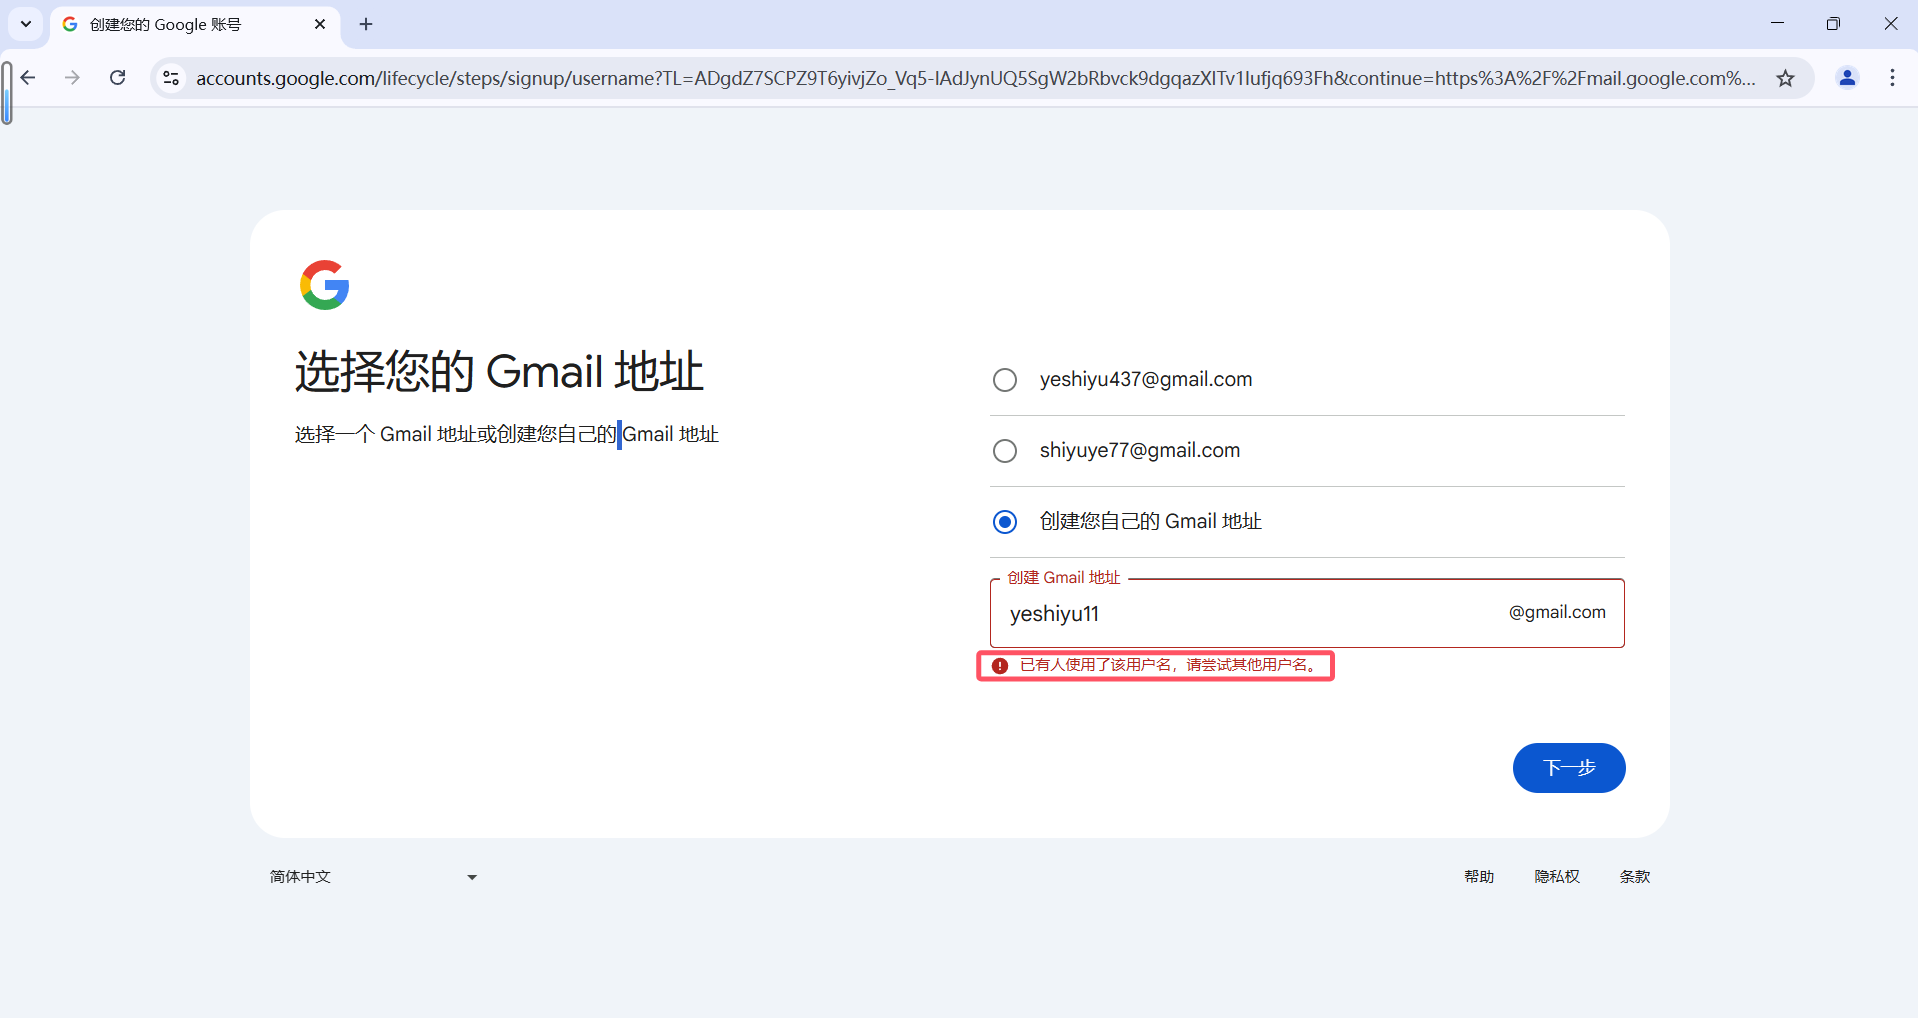 创建您的 Google 账号
accounts.google.com/lifecycle/steps/signup/username?TL=ADgdZ7SCPZ9T6yivjZo_Vq5-IAdJynUQ5SgW2bRbvck9dgqazXITv1Iufjq693Fh&continue=https%3A%2F%2Fmail.google.com%...
选择您的 Gmail 地址
选择一个 Gmail 地址或创建您自己的 Gmail 地址
yeshiyu437@gmail.com
shiyuye77@gmail.com
创建您自己的 Gmail 地址
创建 Gmail 地址
yeshiyu11 @gmail.com
已有人使用了该用户名，请尝试其他用户名。
下一步
简体中文
帮助 隐私权 条款